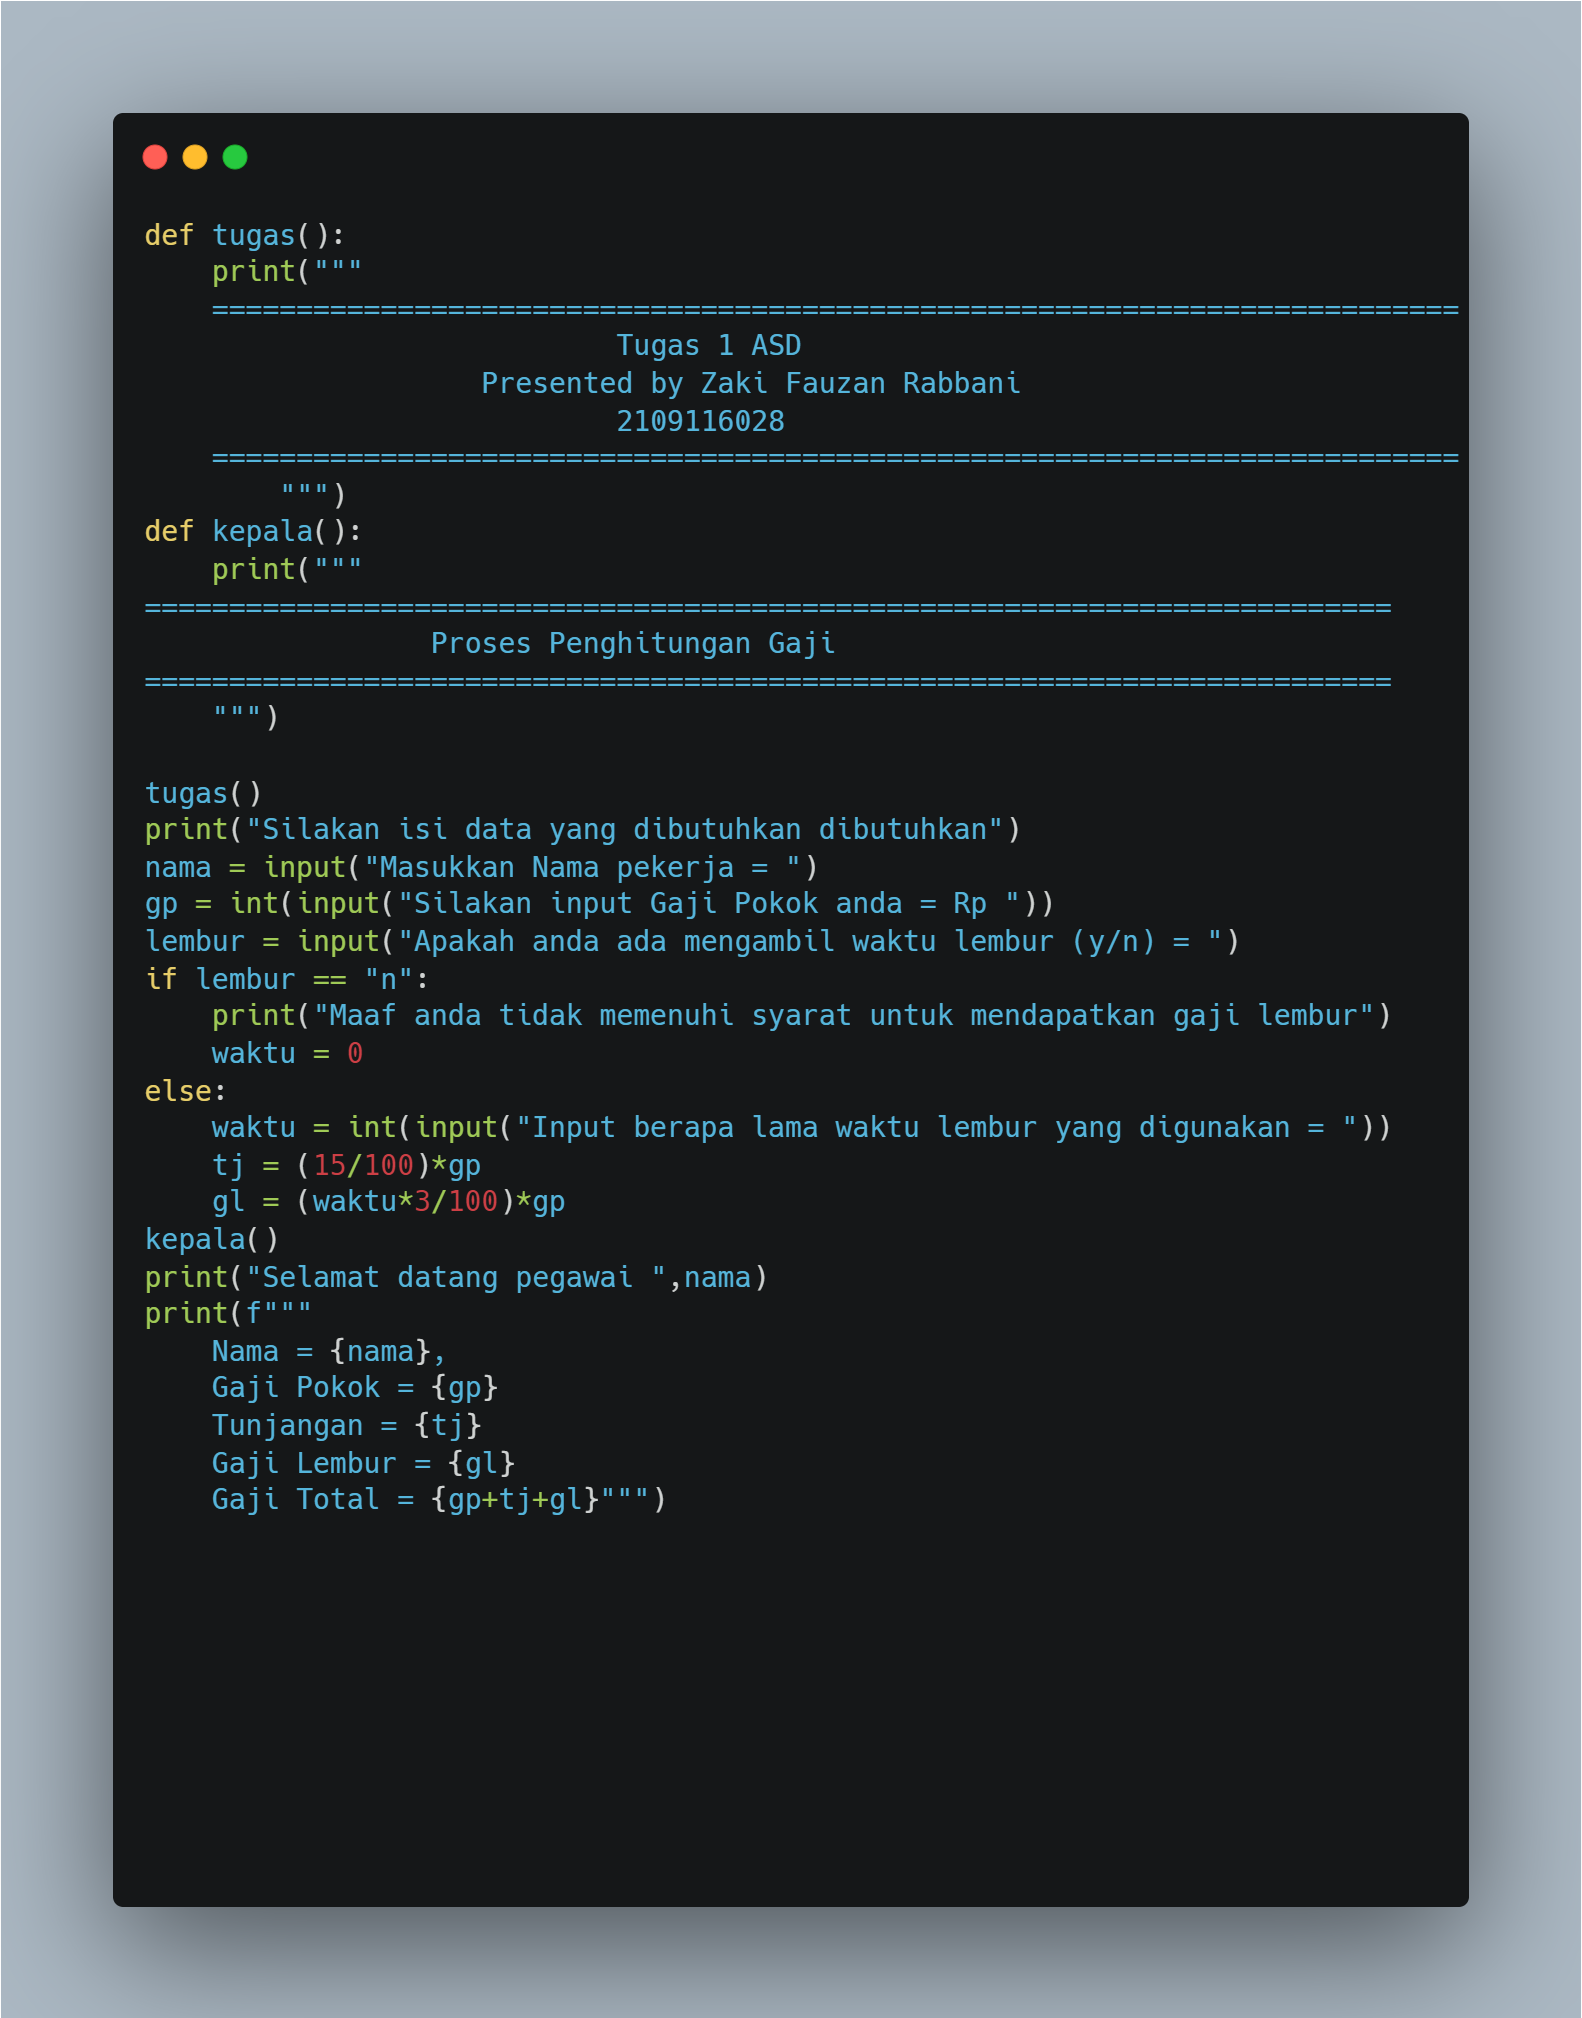 def tugas():
    print("""
    ==========================================================================
                            Tugas 1 ASD
                    Presented by Zaki Fauzan Rabbani
                            2109116028
    ==========================================================================
        """)
def kepala():
    print("""
==========================================================================
                 Proses Penghitungan Gaji
==========================================================================
    """)

tugas()
print("Silakan isi data yang dibutuhkan dibutuhkan")
nama = input("Masukkan Nama pekerja = ")
gp = int(input("Silakan input Gaji Pokok anda = Rp "))
lembur = input("Apakah anda ada mengambil waktu lembur (y/n) = ")
if lembur == "n":
    print("Maaf anda tidak memenuhi syarat untuk mendapatkan gaji lembur")
    waktu = 0
else:
    waktu = int(input("Input berapa lama waktu lembur yang digunakan = "))
    tj = (15/100)*gp
    gl = (waktu*3/100)*gp
kepala()
print("Selamat datang pegawai ",nama)
print(f"""
    Nama = {nama},
    Gaji Pokok = {gp}
    Tunjangan = {tj}
    Gaji Lembur = {gl}
    Gaji Total = {gp+tj+gl}""")